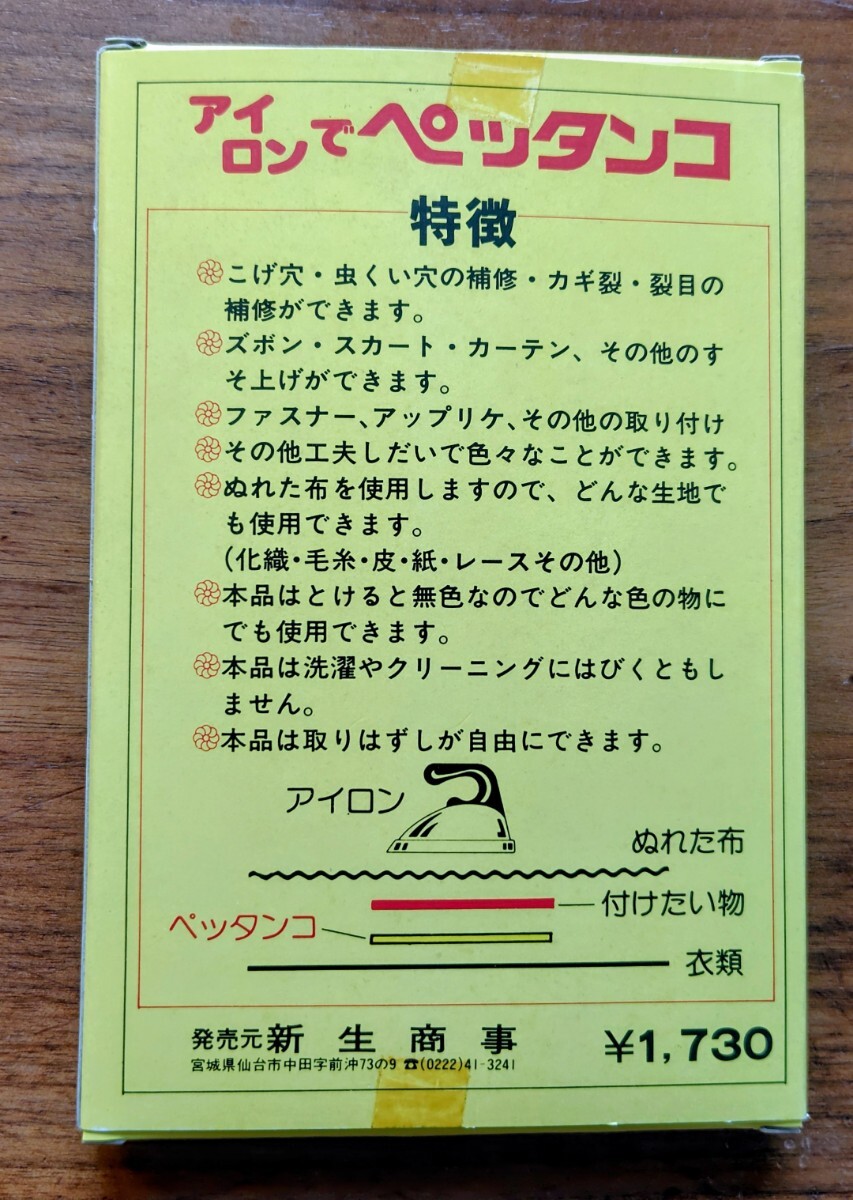 アイロンでペッタンコ
特徴
こげ穴・虫くい穴の補修・カギ裂・裂目の
補修ができます。
ズボン・スカート・カーテン、その他のす
そ上げができます。
ファスナー、アップリケ、その他の取り付け
その他工夫しだいで色々なことができます。
ぬれた布を使用しますので、どんな生地で
も使用できます。
(化織・毛糸・皮・紙・レースその他)
本品はとけると無色なのでどんな色の物に
でも使用できます。
本品は洗濯やクリーニングにはびくともし
ません。
本品は取りはずしが自由にできます。
アイロン
ぬれた布
付けたい物
ペッタンコ
衣類
発売元 新生商事 ¥1,730
宮城県仙台市中田字前沖73の9 ☎(0222)41-3241